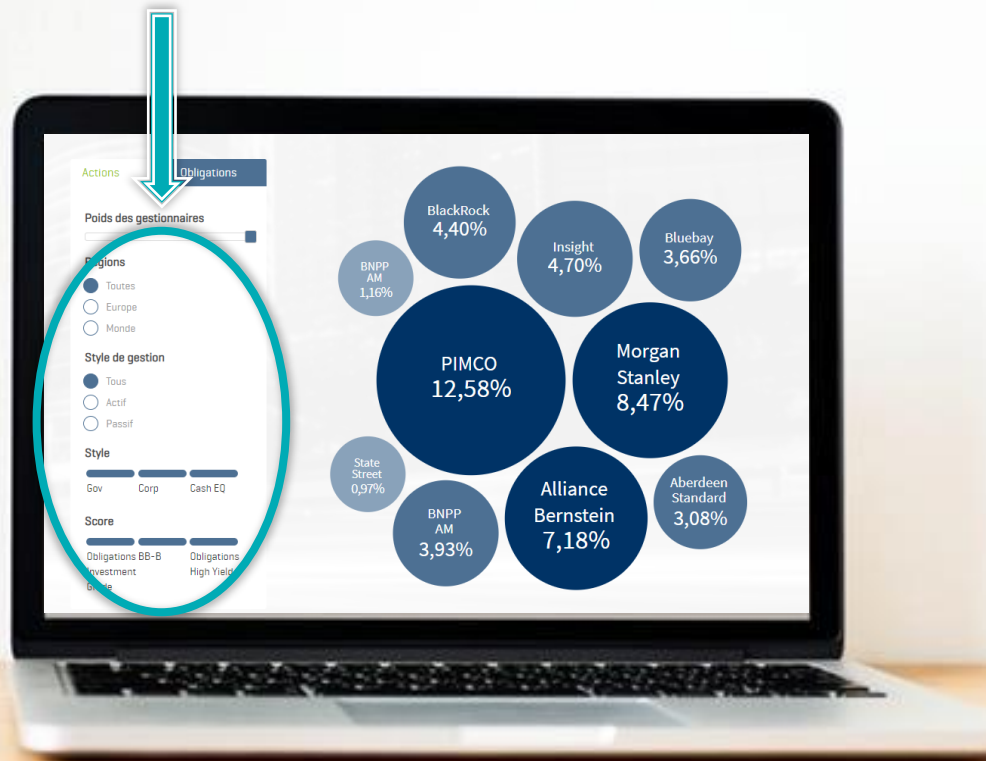 Actions
Obligations
Poids des gestionnaires
Régions
Toutes
Europe
Monde
Style de gestion
Tous
Actif
Passif
Style
Gov
Corp
Cash EQ
Score
Obligations
Investment
Grade
BB-B
Obligations
High Yield
BlackRock
4,40%
Insight
4,70%
Bluebay
3,66%
BNPP
AM
1,16%
PIMCO
12,58%
Morgan
Stanley
8,47%
State
Street
0,97%
BNPP
AM
3,93%
Alliance
Bernstein
7,18%
Aberdeen
Standard
3,08%